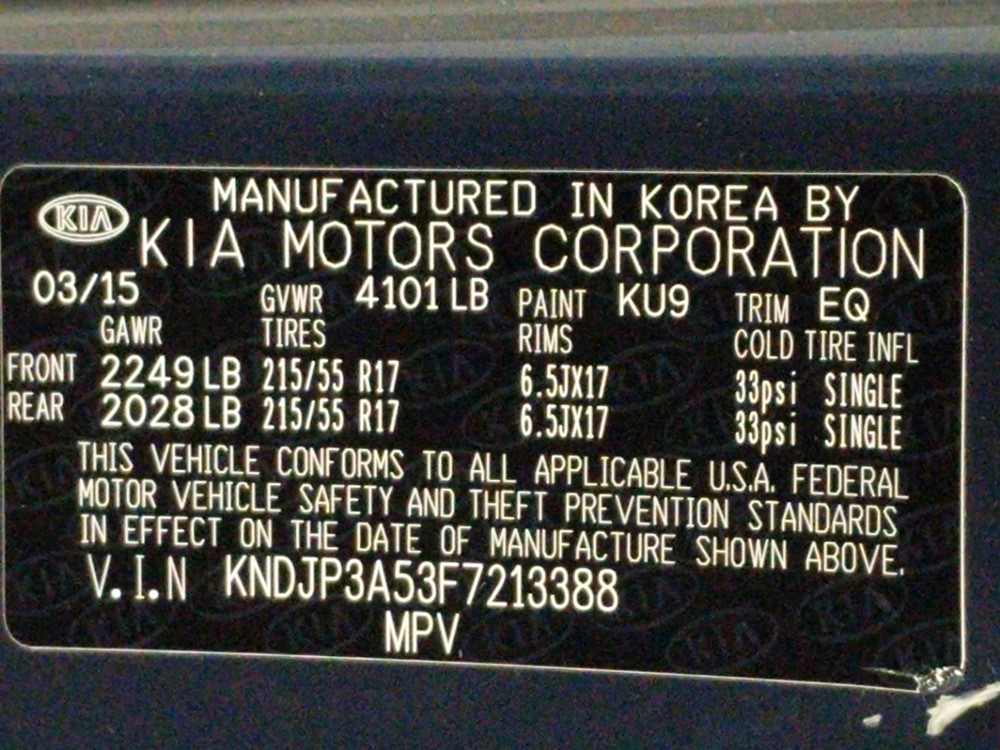 MANUFACTURED IN KOREA BY
KIA KIA MOTORS CORPORATION
03/15 GVWR 4101 LB PAINT KU9 TRIM EQ
GAWR TIRES RIMS COLD TIRE INFL
FRONT 2249 LB 215/55 R17 6.5JX17 33psi SINGLE
REAR 2028 LB 215/55 R17 6.5JX17 33psi SINGLE
THIS VEHICLE CONFORMS TO ALL APPLICABLE U.S.A. FEDERAL
MOTOR VEHICLE SAFETY AND THEFT PREVENTION STANDARDS
IN EFFECT ON THE DATE OF MANUFACTURE SHOWN ABOVE.
V.I.N KNDJP3A53F7213388
MPV